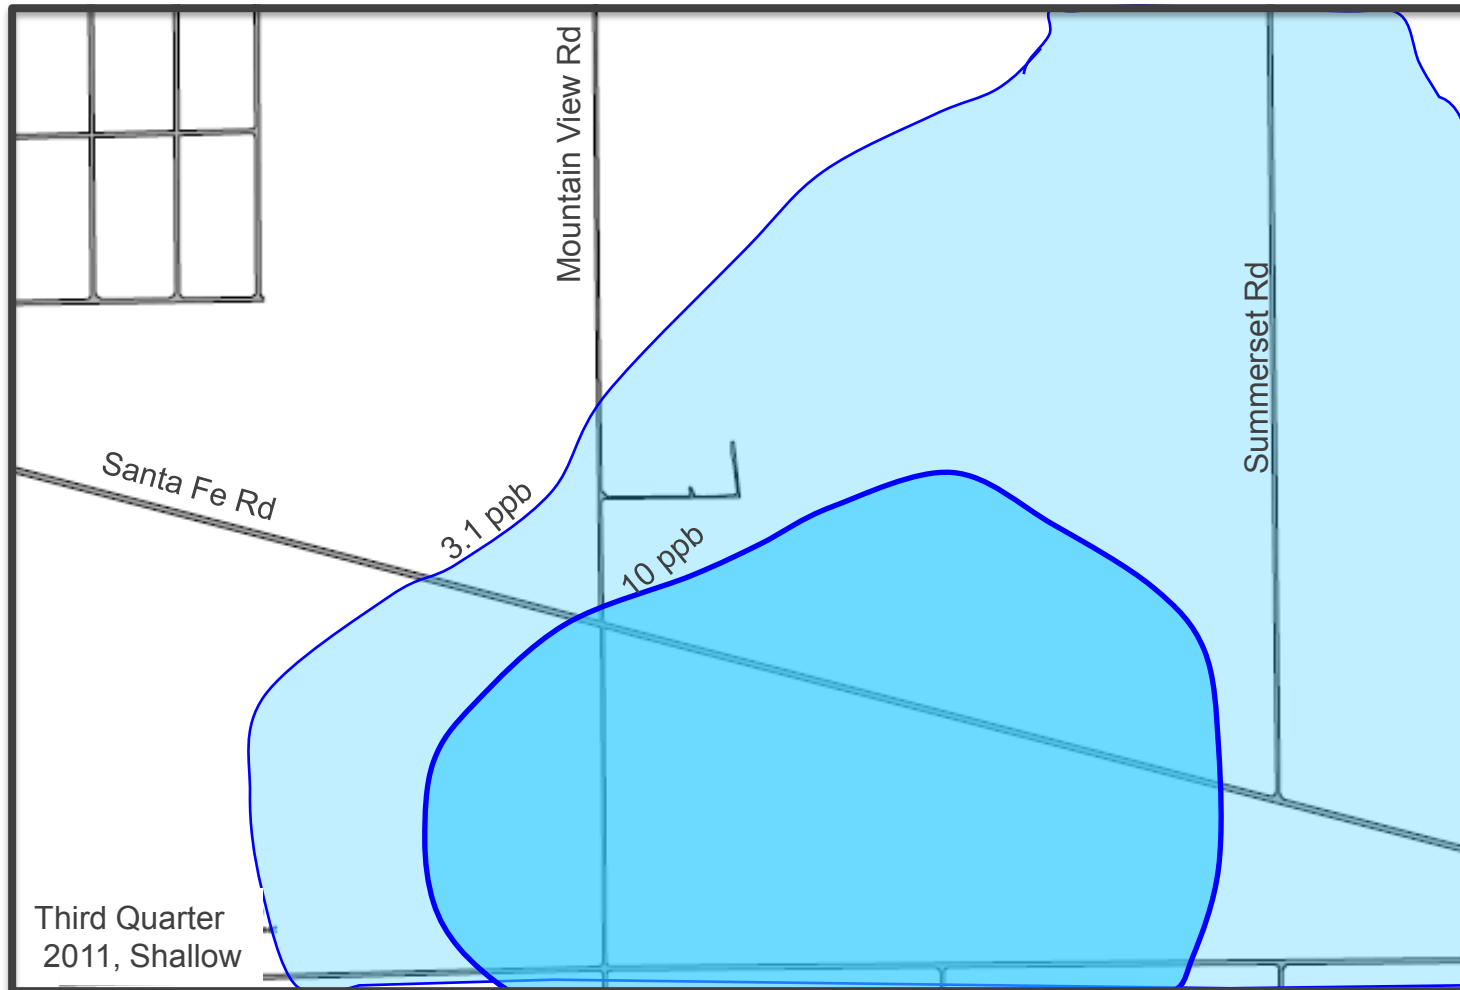 Mountain View Rd
Summerset Rd
Santa Fe Rd
3.1 ppb
10 ppb
Third Quarter
2011, Shallow